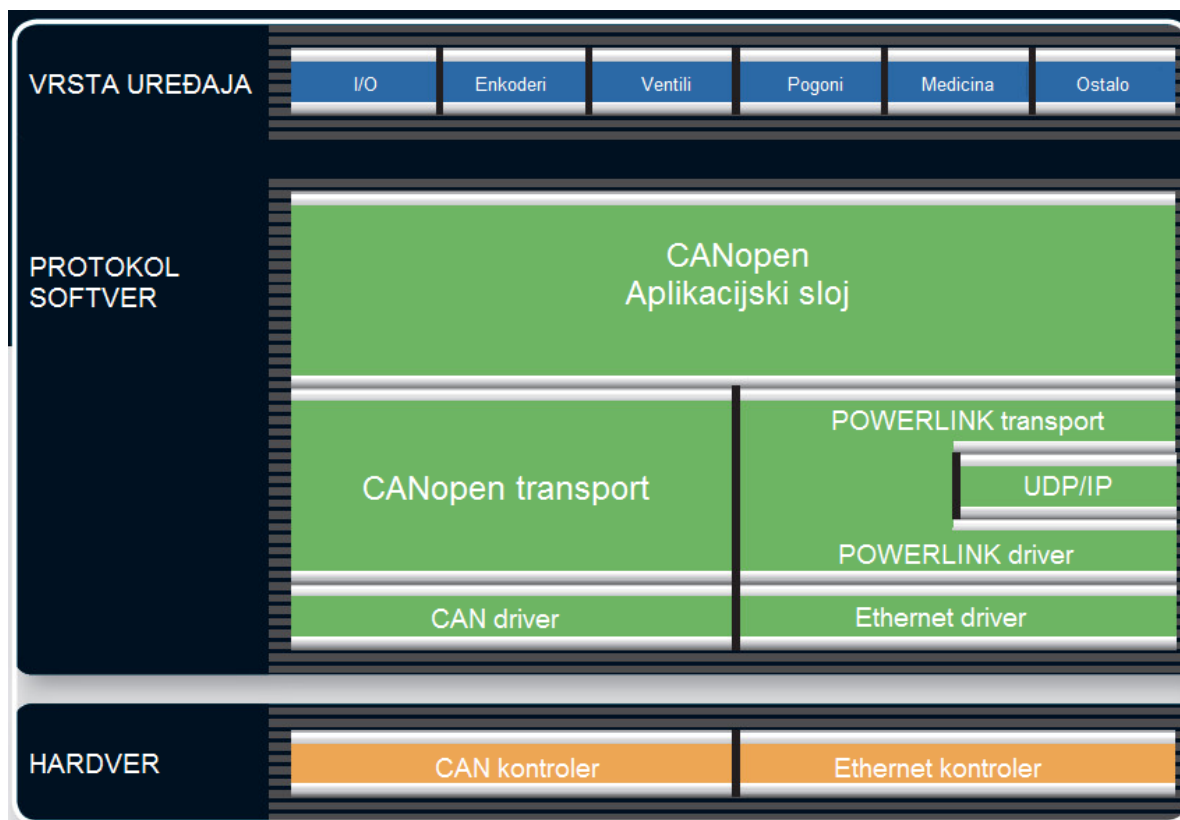 VRSTA UREĐAJA
I/O
Enkoderi
Ventili
Pogoni
Medicina
Ostalo
PROTOKOL
SOFTVER
CANopen
Aplikacijski sloj
CANopen transport
POWERLINK transport
UDP/IP
POWERLINK driver
CAN driver
Ethernet driver
HARDVER
CAN kontroler
Ethernet kontroler